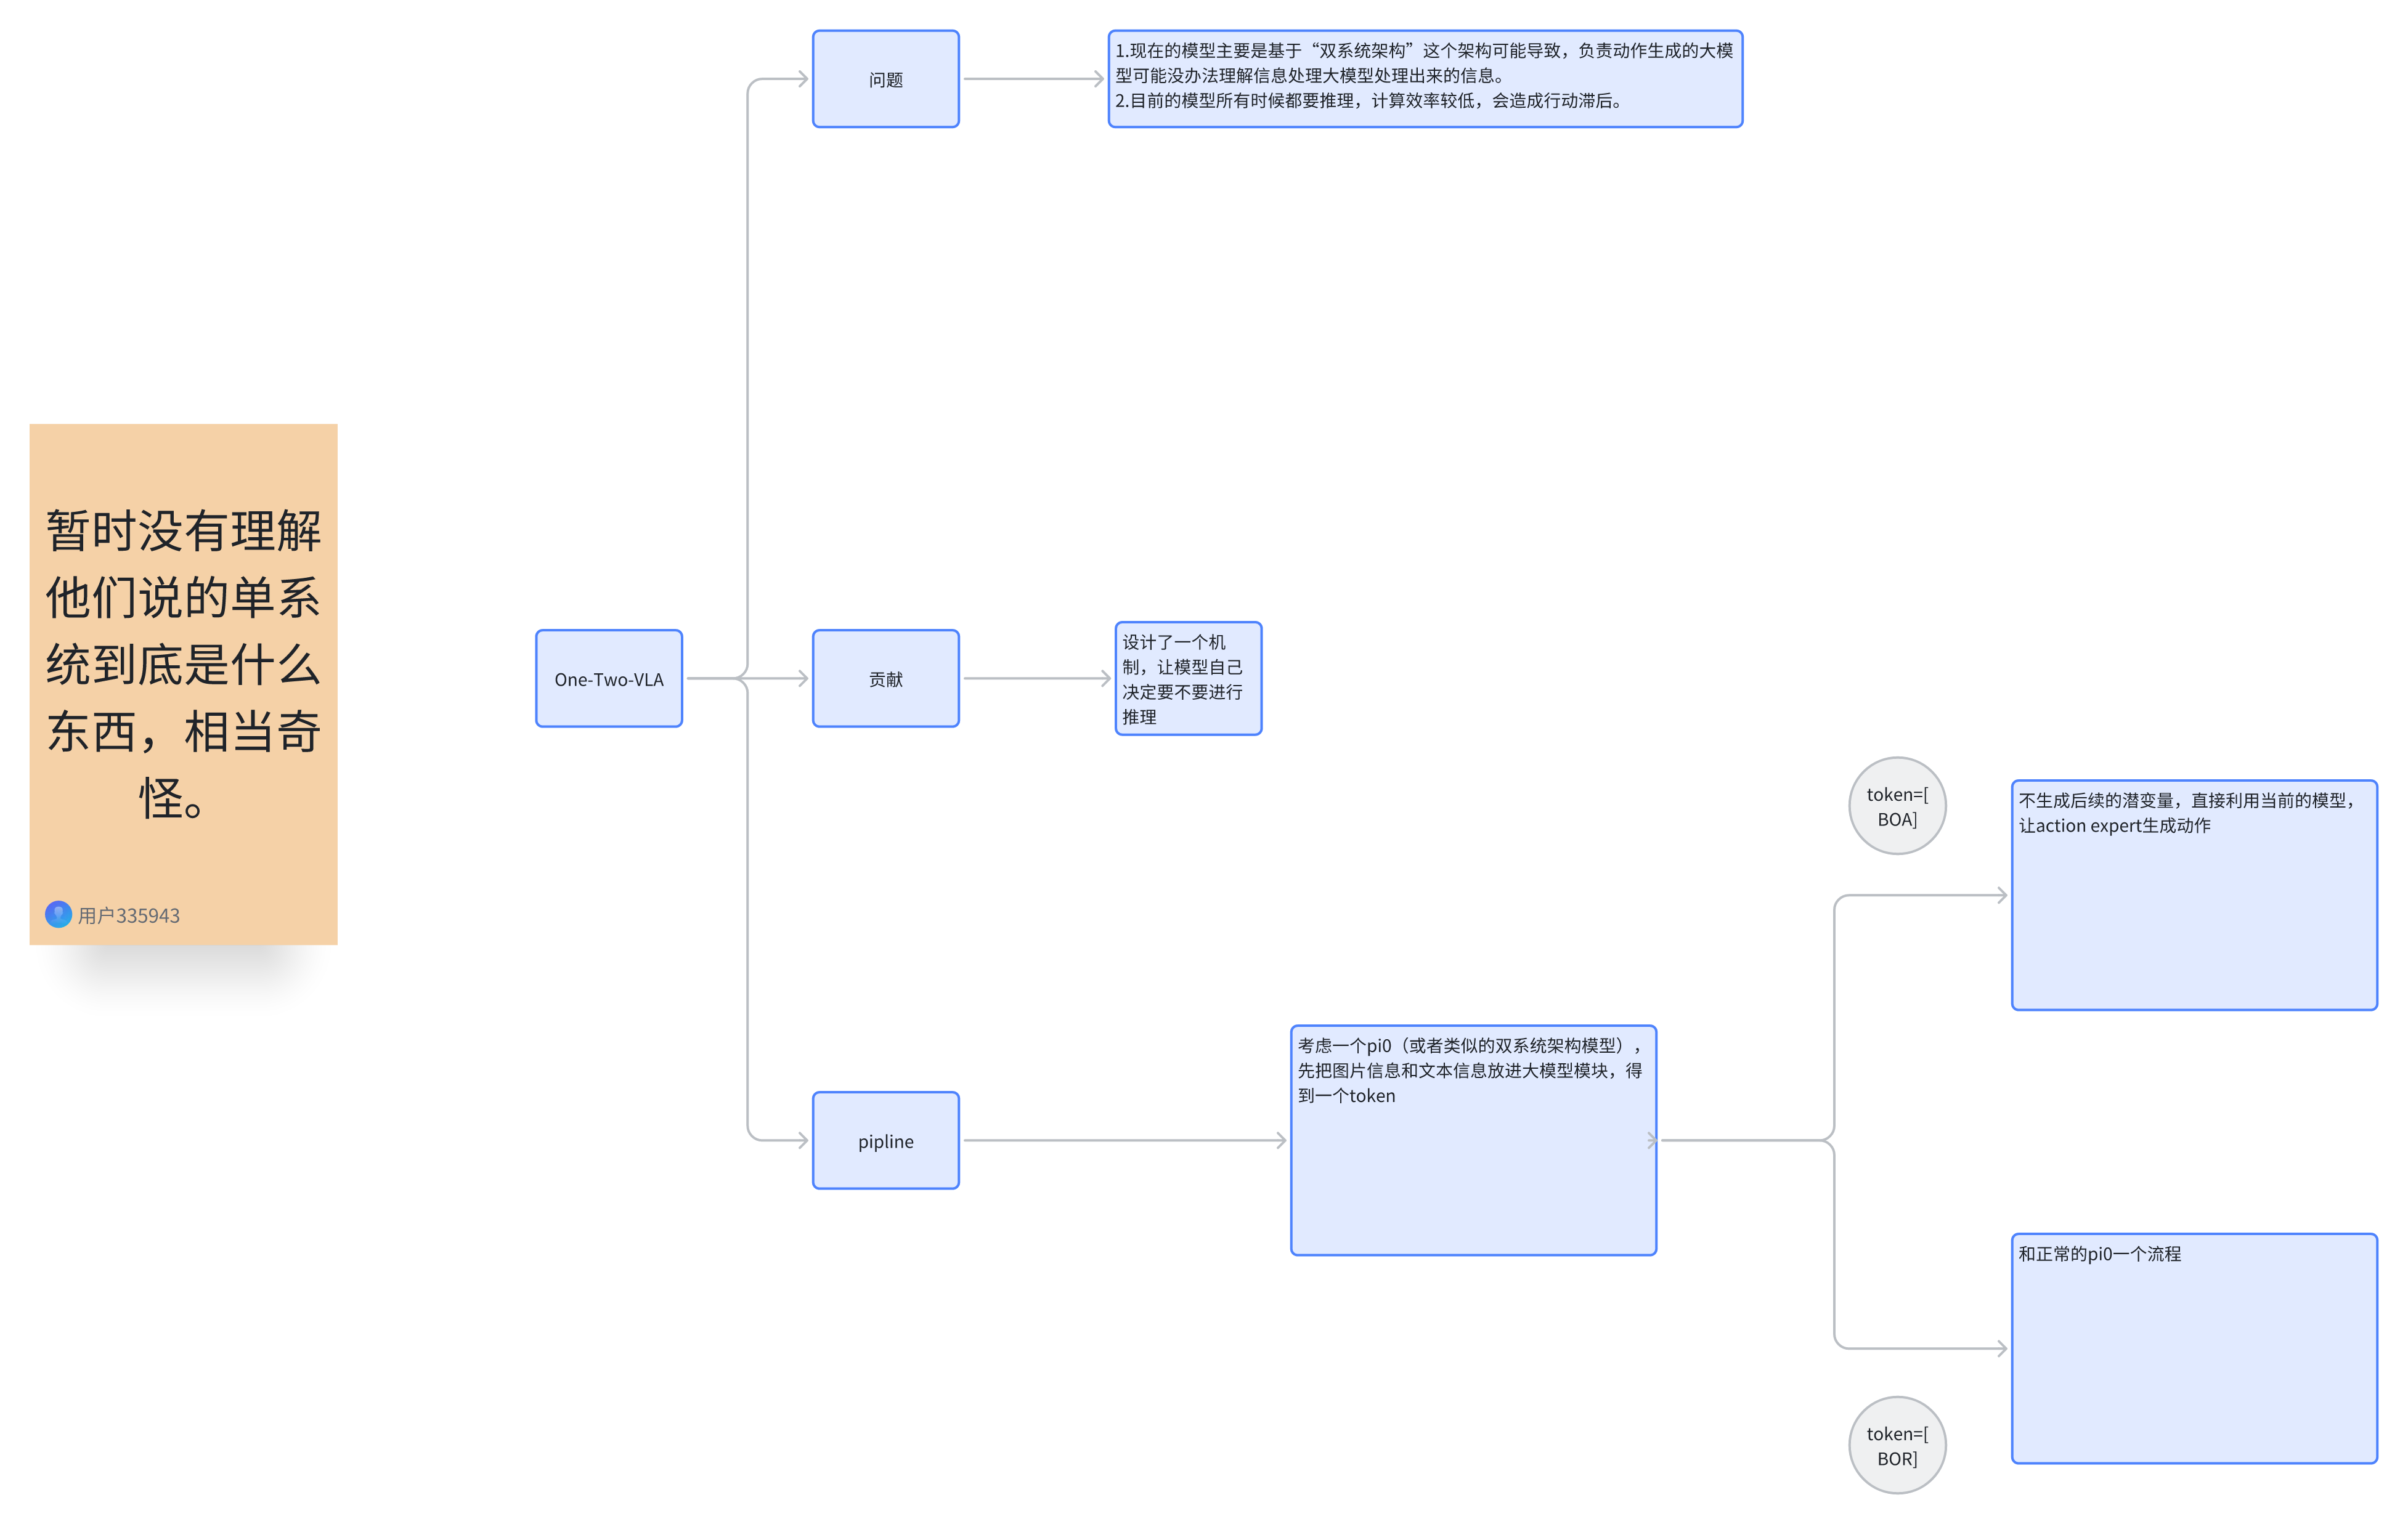 暂时没有理解
他们说的单系
统到底是什么
东西，相当奇
怪。
用户335943
One-Two-VLA
问题
1.现在的模型主要是基于“双系统架构”这个架构可能导致，负责动作生成的大模
型可能没办法理解信息处理大模型处理出来的信息。
2.目前的模型所有时候都要推理，计算效率较低，会造成行动滞后。
贡献
设计了一个机
制，让模型自己
决定要不要进行
推理
pipline
考虑一个pi0（或者类似的双系统架构模型），
先把图片信息和文本信息放进大模型模块，得
到一个token
token=[
BOA]
不生成后续的潜变量，直接利用当前的模型，
让action expert生成动作
token=[
BOR]
和正常的pi0一个流程